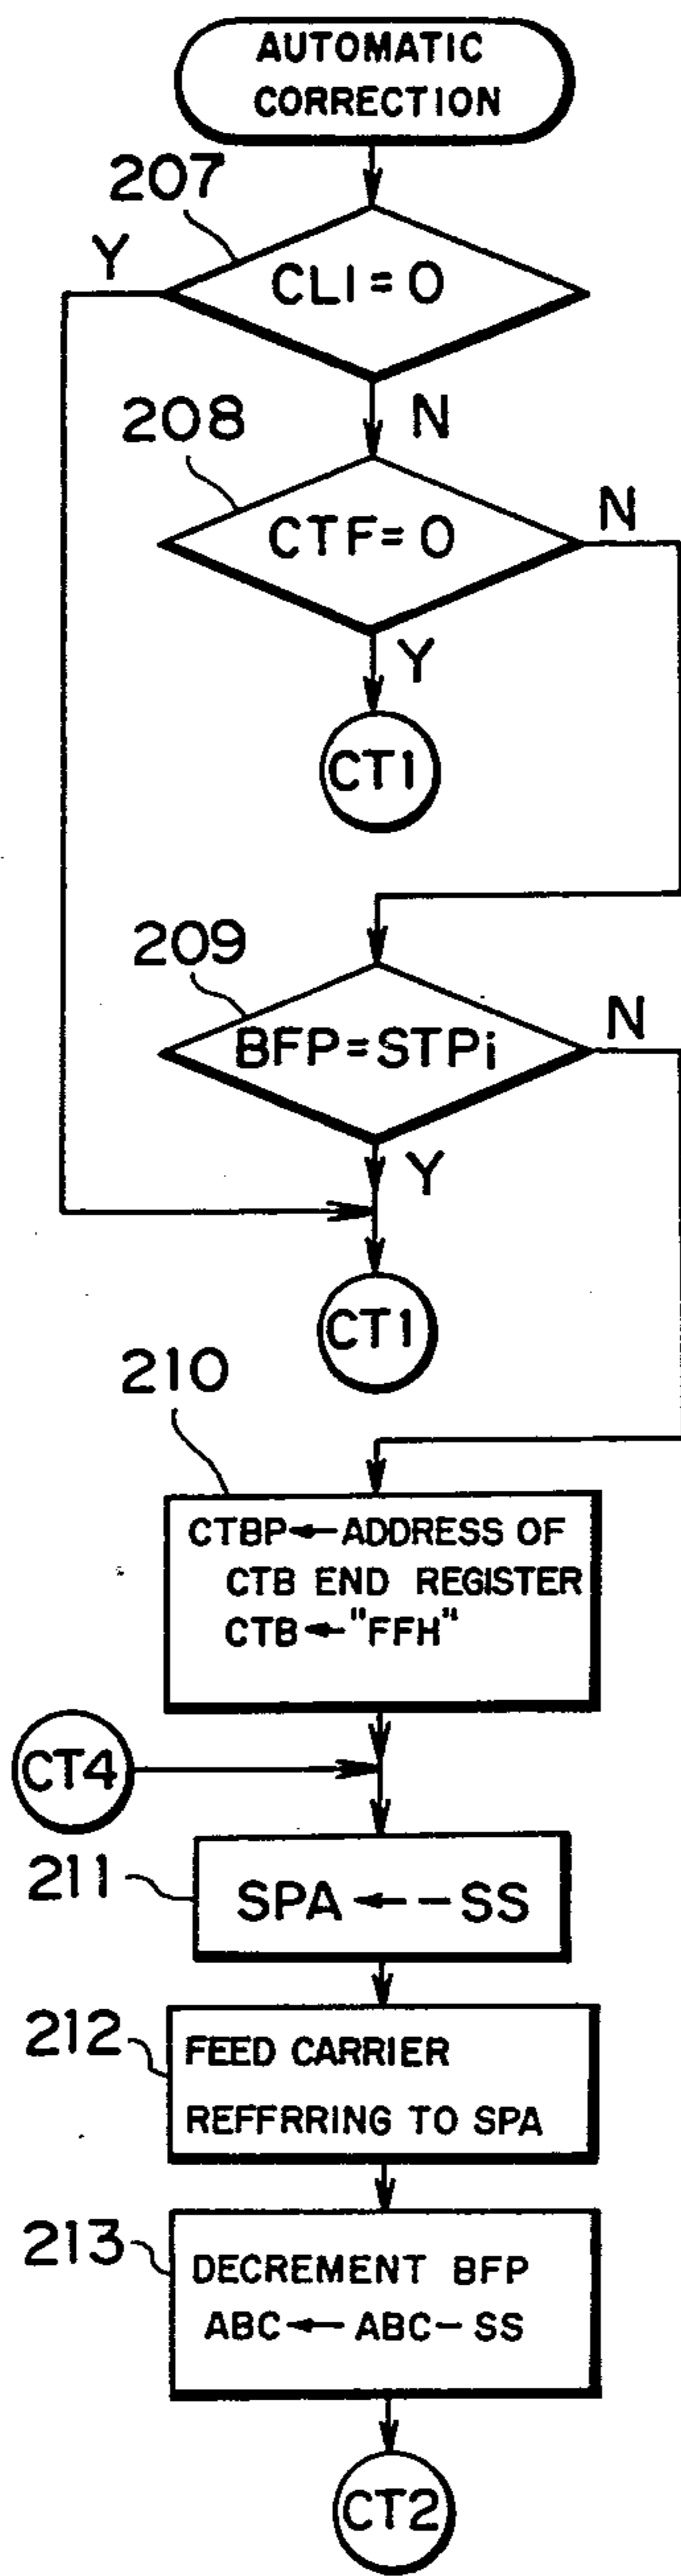 AUTOMATIC
CORRECTION
207
Y
CLI=0
N
208
CTF=0
N
Y
CT1
209
BFP=STPi
N
Y
CT1
210
CTBP←ADDRESS OF
CTB END REGISTER
CTB←"FFH"
CT4
211
SPA←-SS
212
FEED CARRIER
REFFRRING TO SPA
213
DECREMENT BFP
ABC←ABC-SS
CT2